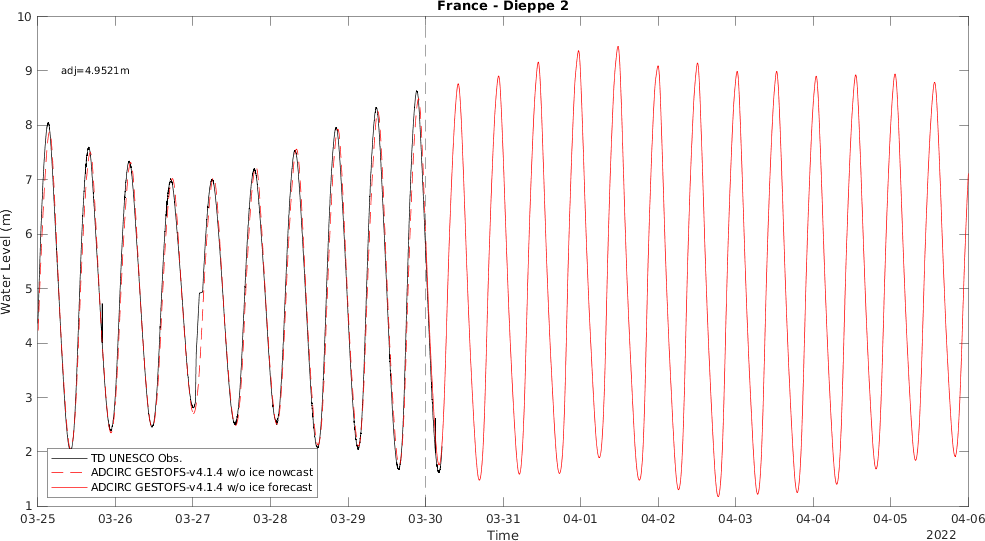 France - Dieppe 2
10
9
8
7
6
5
4
3
2
1
Water Level (m)
adj=4.9521m
TD UNESCO Obs.
ADCIRC GESTOFS-v4.1.4 w/o ice nowcast
ADCIRC GESTOFS-v4.1.4 w/o ice forecast
03-25 03-26 03-27 03-28 03-29 03-30 03-31 04-01 04-02 04-03 04-04 04-05 04-06
Time
2022